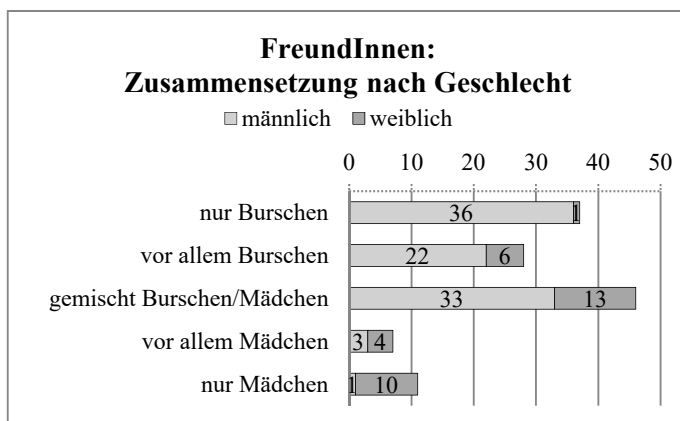 FreundInnen:
Zusammensetzung nach Geschlecht
männlich weiblich
0 10 20 30 40 50
nur Burschen 36 1
vor allem Burschen 22 6
gemischt Burschen/Mädchen 33 13
vor allem Mädchen 3 4
nur Mädchen 1 10